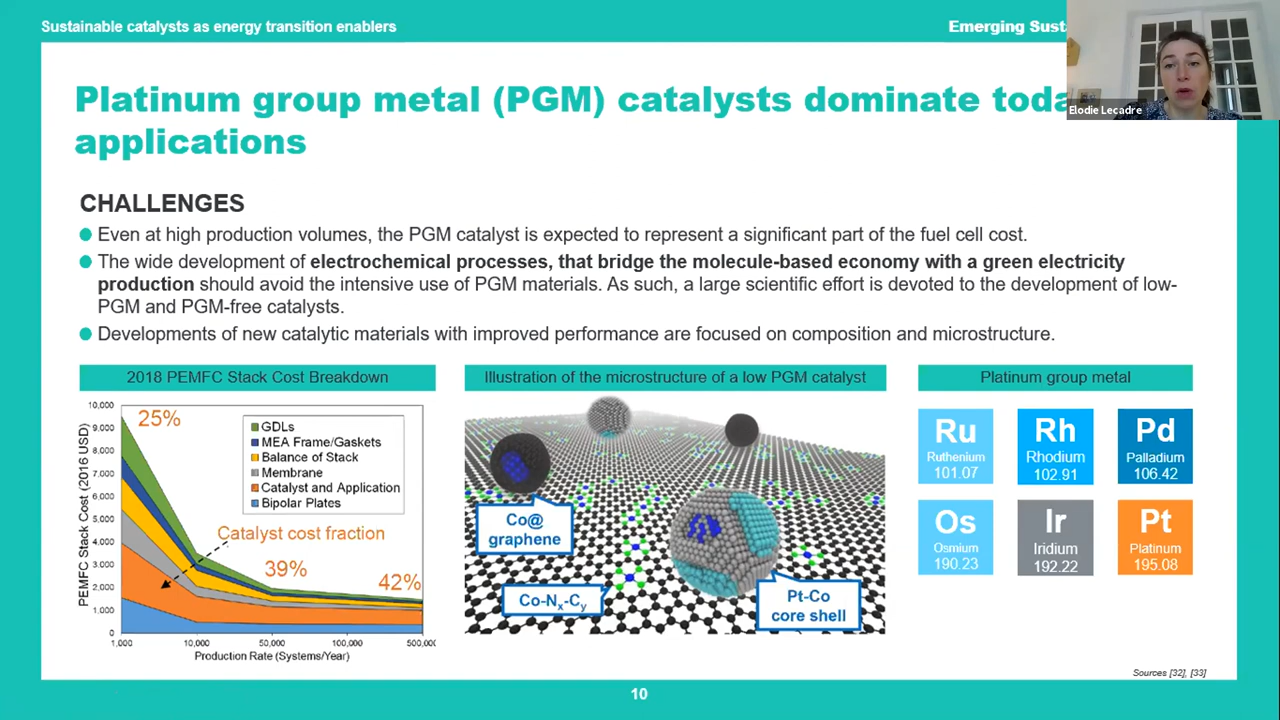 Sustainable catalysts as energy transition enablers
Emerging
Elodie Lecadre
Platinum group metal (PGM) catalysts dominate
applications
CHALLENGES
Even at high production volumes, the PGM catalyst is expected to represent a significant part of the fuel cell cost.
The wide development of electrochemical processes, that bridge the molecule-based economy with a green electricity
production should avoid the intensive use of PGM materials. As such, a large scientific effort is devoted to the development of low-
PGM and PGM-free catalysts.
Developments of new catalytic materials with improved performance are focused on composition and microstructure.
2018 PEMFC Stack Cost Breakdown
PEMFC Stack Cost (2016 USD)
10,000
9,000
8,000
7,000
6,000
5,000
4,000
3,000
2,000
1,000
0
25%
GDLs
MEA Frame/Gaskets
Balance of Stack
Membrane
Catalyst and Application
Bipolar Plates
Catalyst cost fraction
39%
42%
1,000
10,000
50,000
100,000
500,000
Production Rate (Systems/Year)
Illustration of the microstructure of a low PGM catalyst
Co@
graphene
Co-Nx-Cy
Pt-Co
core shell
Platinum group metal
Ru
Ruthenium
101.07
Rh
Rhodium
102.91
Pd
Palladium
106.42
Os
Osmium
190.23
Ir
Iridium
192.22
Pt
Platinum
195.08
Sources [32], [33]
10